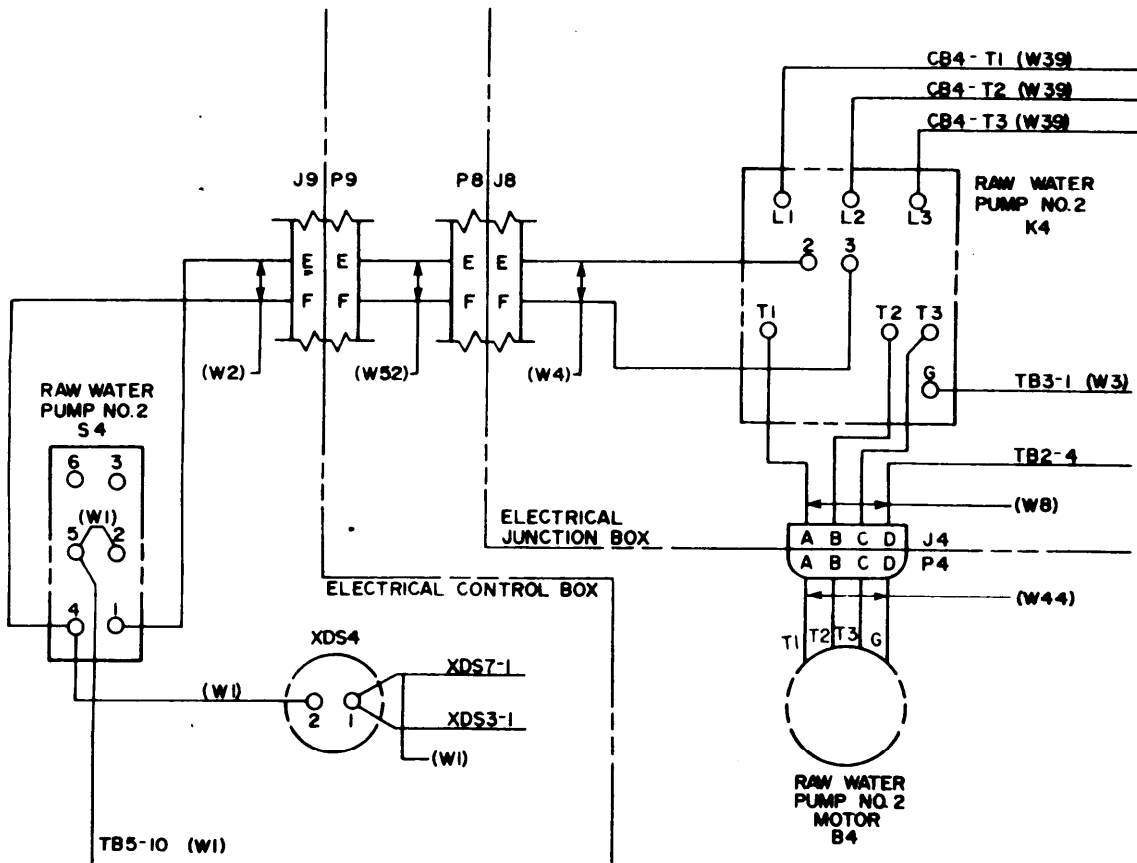 CB4-T1 (W39)
CB4-T2 (W39)
CB4-T3 (W39)
J9 P9
P8 J8
RAW WATER
PUMP NO.2
K4
L1 L2 L3
2 3
E E E E
F F F F
T1 T2 T3
G
(W2) (W52) (W4)
TB3-1 (W3)
RAW WATER
PUMP NO.2
S4
6 3
(W1)
5 2
4 1
TB2-4
(W8)
ELECTRICAL
JUNCTION BOX
A B C D J4
A B C D P4
ELECTRICAL CONTROL BOX
(W44)
T1 T2 T3 G
XDS4
XDS7-1
(W1)
2 1
XDS3-1
(W1)
RAW WATER
PUMP NO.2
MOTOR
B4
TB5-10 (W1)